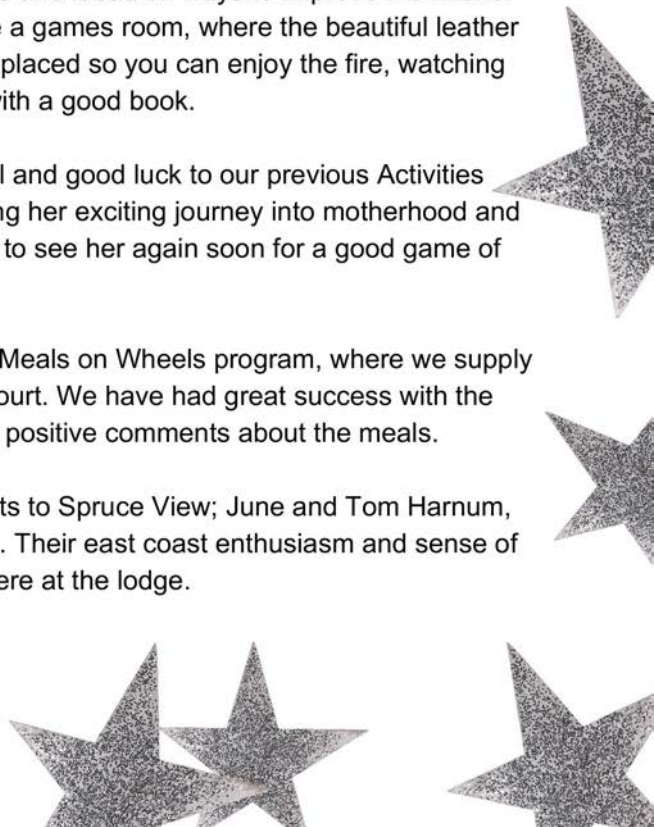 a games room, where the beautiful leather
placed so you can enjoy the fire, watching
with a good book.
l and good luck to our previous Activities
ng her exciting journey into motherhood and
to see her again soon for a good game of
Meals on Wheels program, where we supply
ourt. We have had great success with the
positive comments about the meals.
ts to Spruce View; June and Tom Harnum,
. Their east coast enthusiasm and sense of
ere at the lodge.